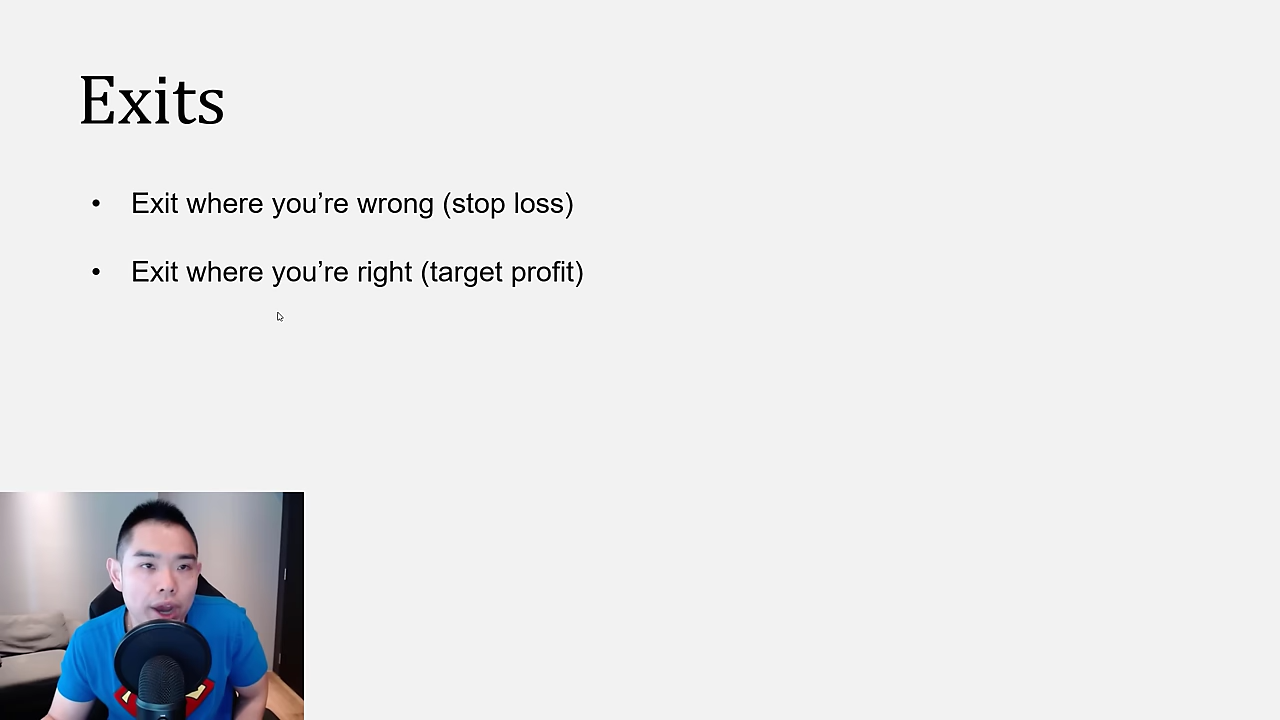 Exits
• Exit where you’re wrong (stop loss)
• Exit where you’re right (target profit)